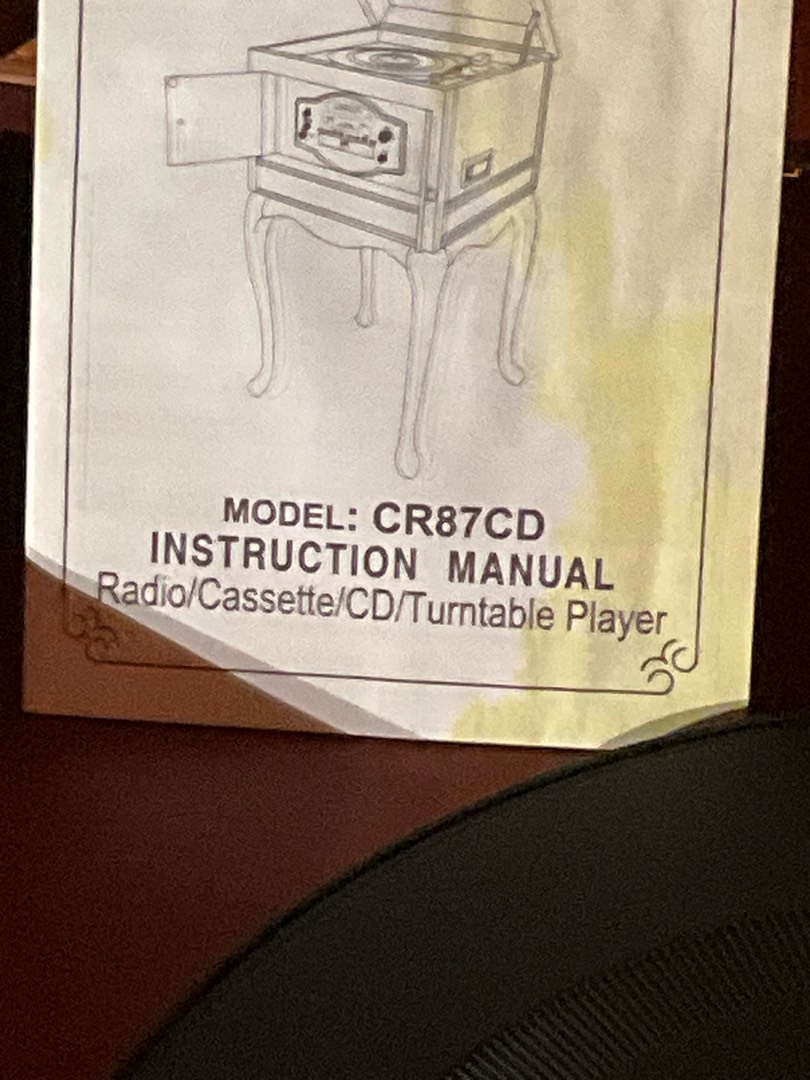 MODEL: CR87CD
INSTRUCTION MANUAL
Radio/Cassette/CD/Turntable Player